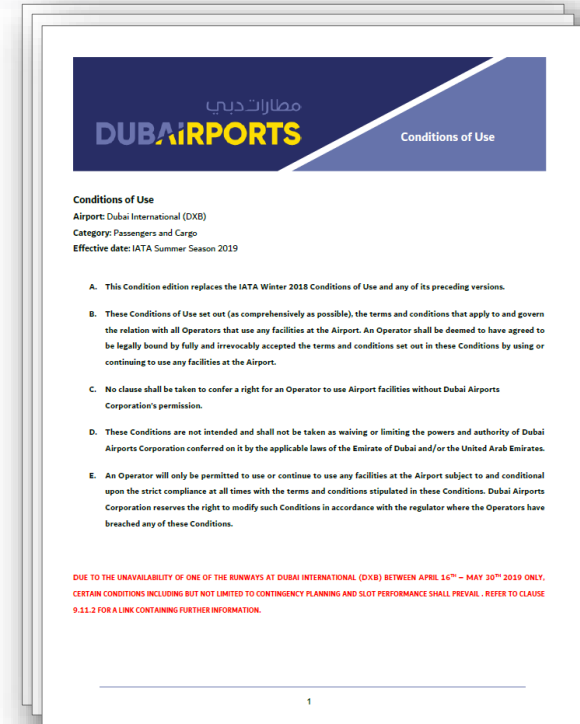 مطارات دبي
DUBAIRPORTS
Conditions of Use
Conditions of Use
Airport: Dubai International (DXB)
Category: Passengers and Cargo
Effective date: IATA Summer Season 2019
A. This Condition edition replaces the IATA Winter 2018 Conditions of Use and any of its preceding versions.
B. These Conditions of Use set out (as comprehensively as possible), the terms and conditions that apply to and govern
the relation with all Operators that use any facilities at the Airport. An Operator shall be deemed to have agreed to
be legally bound by fully and irrevocably accepted the terms and conditions set out in these Conditions by using or
continuing to use any facilities at the Airport.
C. No clause shall be taken to confer a right for an Operator to use Airport facilities without Dubai Airports
Corporation's permission.
D. These Conditions are not intended and shall not be taken as waiving or limiting the powers and authority of Dubai
Airports Corporation conferred on it by the applicable laws of the Emirate of Dubai and/or the United Arab Emirates.
E. An Operator will only be permitted to use or continue to use any facilities at the Airport subject to and conditional
upon the strict compliance at all times with the terms and conditions stipulated in these Conditions. Dubai Airports
Corporation reserves the right to modify such Conditions in accordance with the regulator where the Operators have
breached any of these Conditions.
DUE TO THE UNAVAILABILITY OF ONE OF THE RUNWAYS AT DUBAI INTERNATIONAL (DXB) BETWEEN APRIL 16TH – MAY 30TH 2019 ONLY,
CERTAIN CONDITIONS INCLUDING BUT NOT LIMITED TO CONTINGENCY PLANNING AND SLOT PERFORMANCE SHALL PREVAIL . REFER TO CLAUSE
9.11.2 FOR A LINK CONTAINING FURTHER INFORMATION.
1